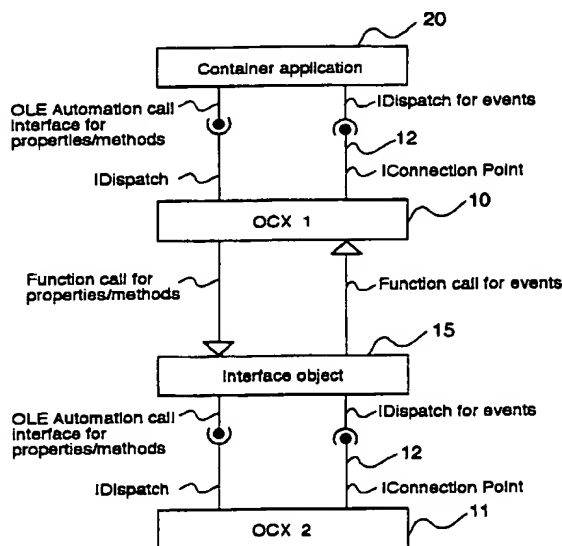 20
Container application
OLE Automation call
interface for
properties/methods
IDispatch for events
12
IDispatch
IConnection Point
10
OCX 1
Function call for
properties/methods
Function call for events
15
Interface object
OLE Automation call
interface for
properties/methods
IDispatch for events
12
IDispatch
IConnection Point
11
OCX 2